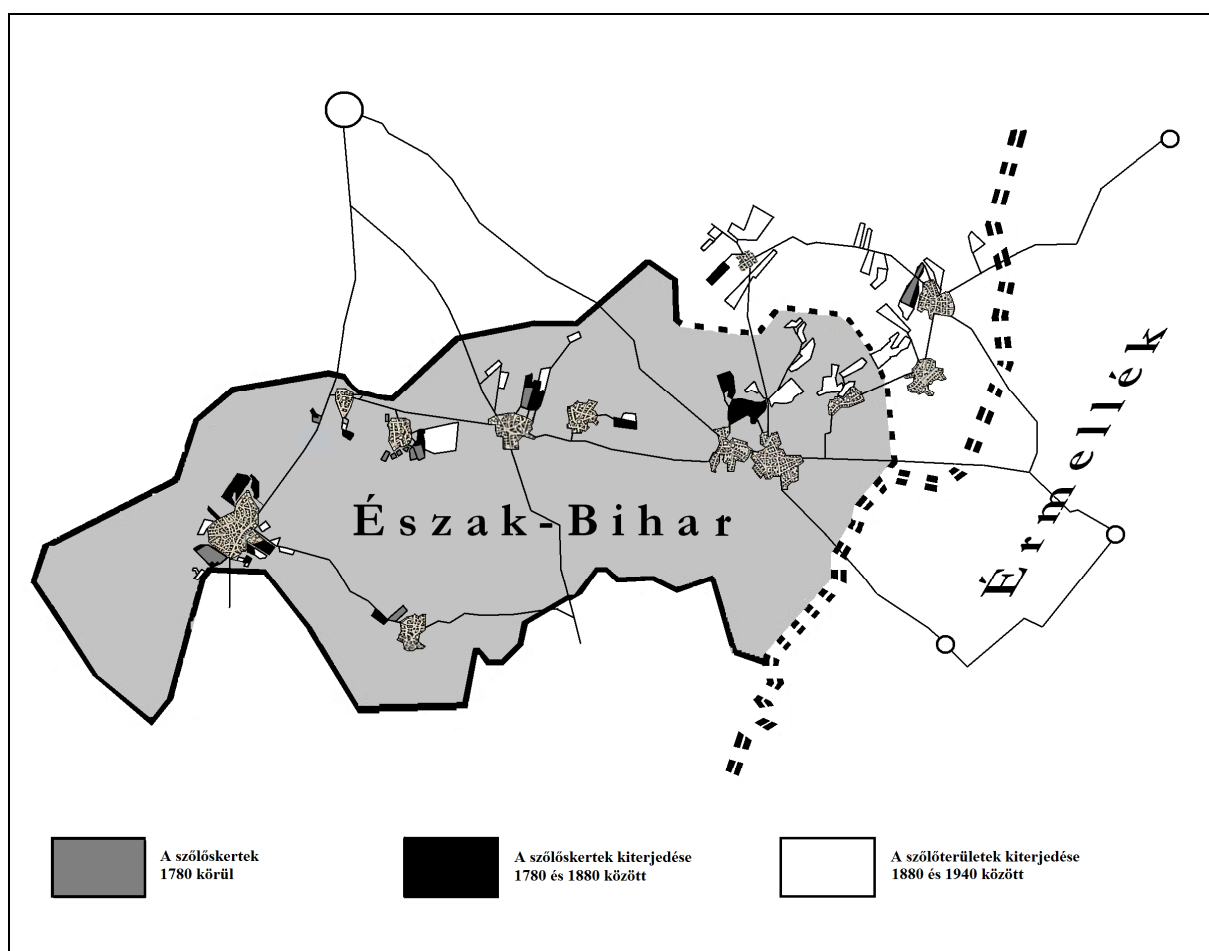 Észak-Bihar
Érmellék
A szőlőskertek
1780 körül
A szőlőskertek kiterjedése
1780 és 1880 között
A szőlőterületek kiterjedése
1880 és 1940 között